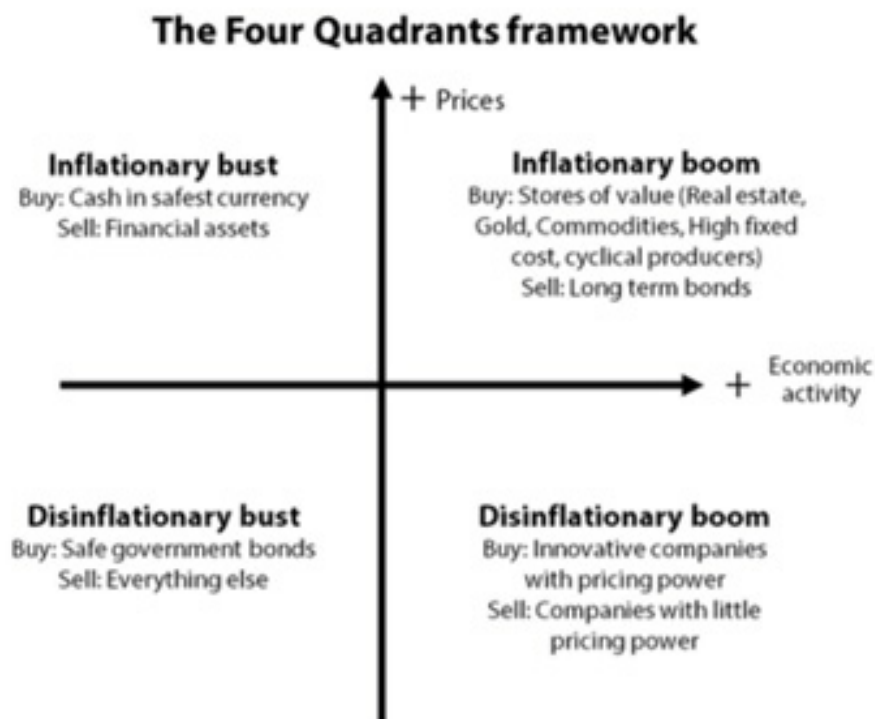 The Four Quadrants framework
+ Prices
Inflationary bust
Buy: Cash in safest currency
Sell: Financial assets
Inflationary boom
Buy: Stores of value (Real estate,
Gold, Commodities, High fixed
cost, cyclical producers)
Sell: Long term bonds
+ Economic
activity
Disinflationary bust
Buy: Safe government bonds
Sell: Everything else
Disinflationary boom
Buy: Innovative companies
with pricing power
Sell: Companies with little
pricing power